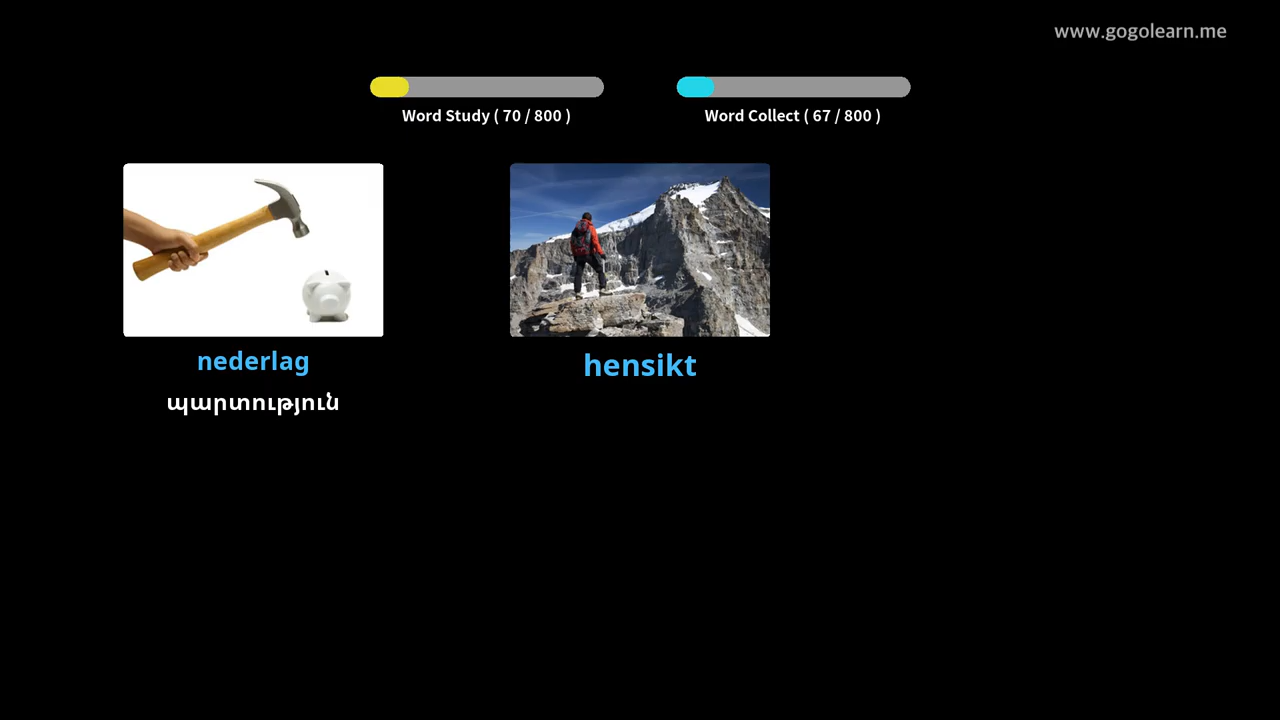 www.gogolearn.me
Word Study ( 70 / 800 )
Word Collect ( 67 / 800 )
nederlag
պարտություն
hensikt